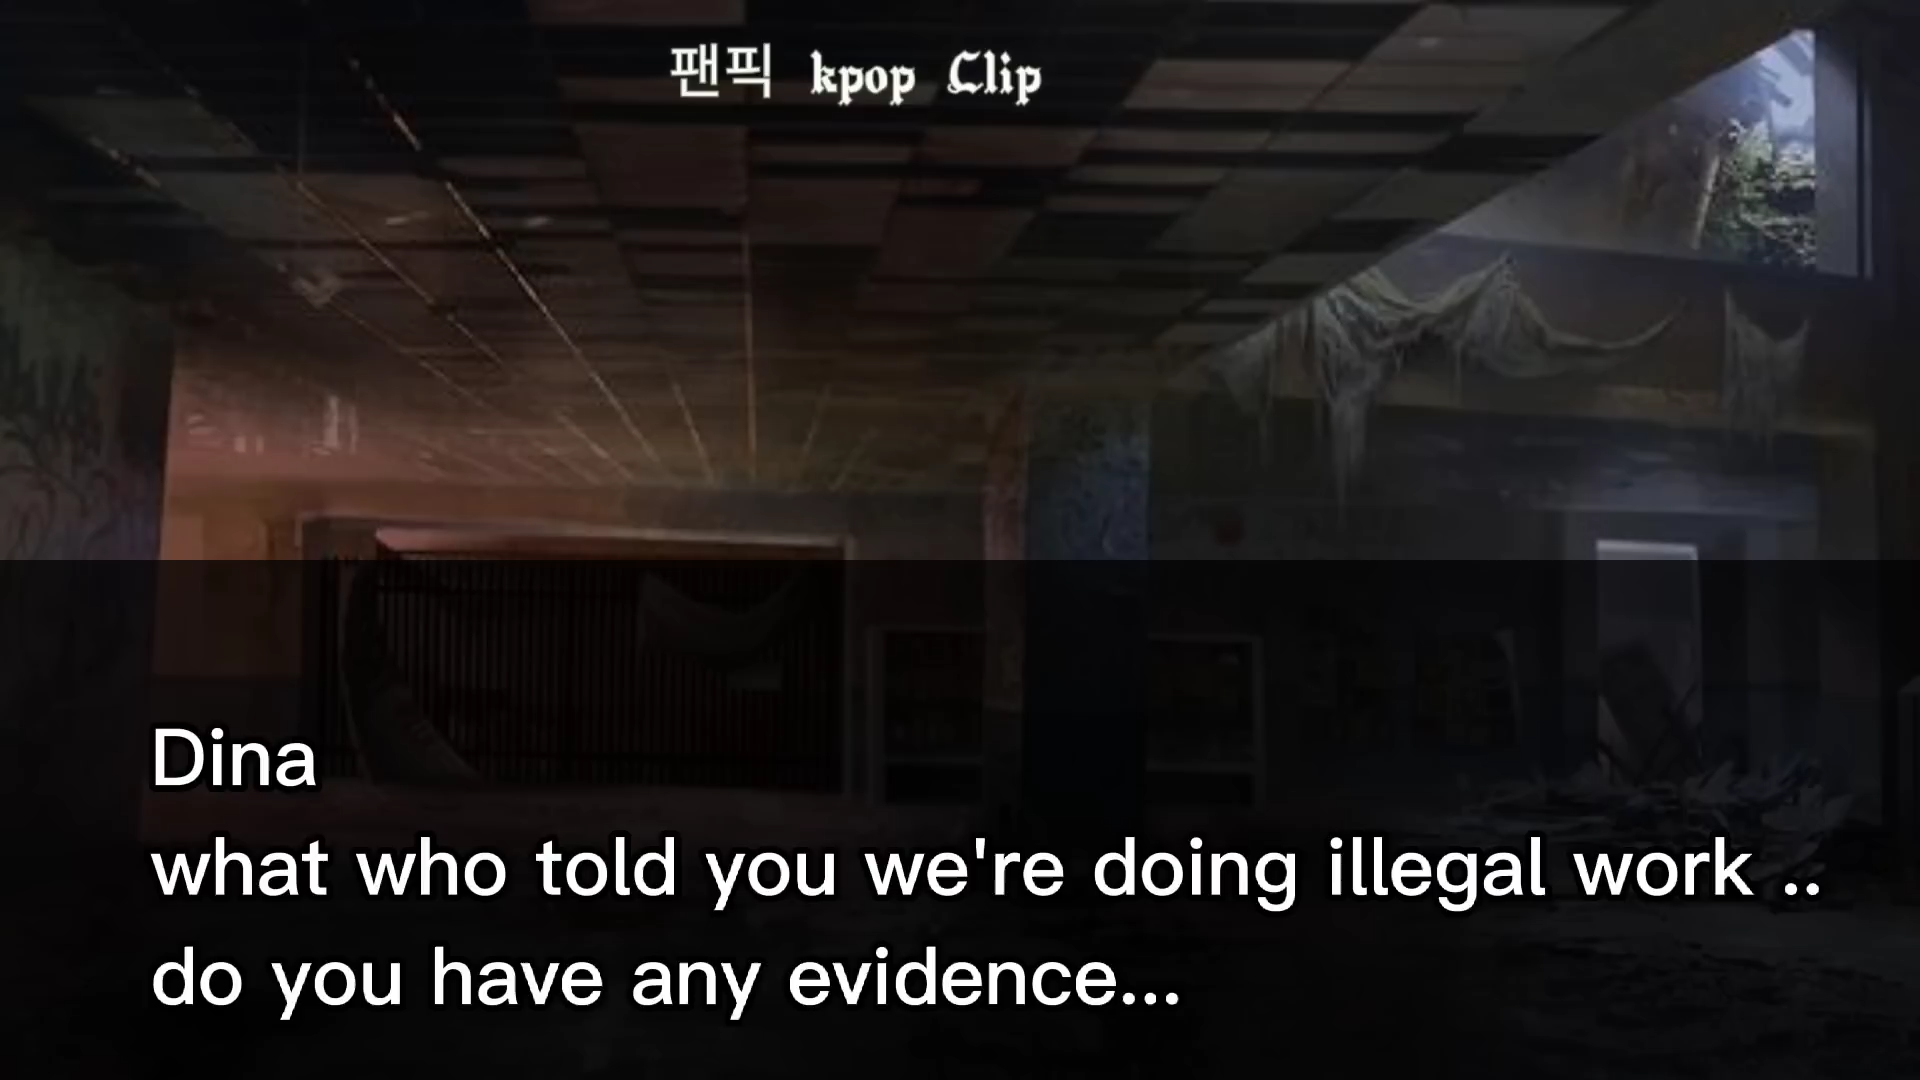 팬픽 kpop Clip
Dina
what who told you we're doing illegal work ..
do you have any evidence...